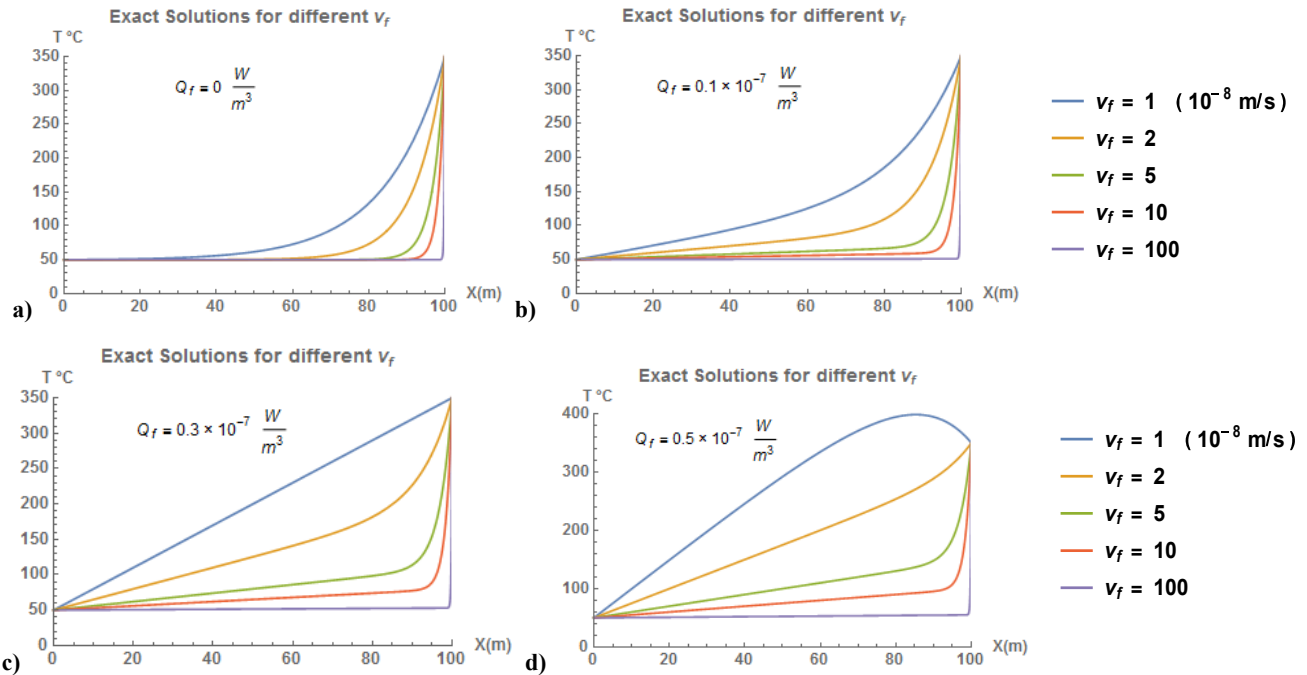 Exact Solutions for different v_f
T °C
Q_f = 0 W/m³
350
300
250
200
150
100
50
0
0 20 40 60 80 100 X(m)
a)
Exact Solutions for different v_f
T °C
Q_f = 0.1 × 10⁻⁷ W/m³
350
300
250
200
150
100
50
0
0 20 40 60 80 100 X(m)
b)
v_f = 1 (10⁻⁸ m/s)
v_f = 2
v_f = 5
v_f = 10
v_f = 100
Exact Solutions for different v_f
T °C
Q_f = 0.3 × 10⁻⁷ W/m³
350
300
250
200
150
100
50
0
0 20 40 60 80 100 X(m)
c)
Exact Solutions for different v_f
T °C
Q_f = 0.5 × 10⁻⁷ W/m³
400
300
200
100
0
0 20 40 60 80 100 X(m)
d)
v_f = 1 (10⁻⁸ m/s)
v_f = 2
v_f = 5
v_f = 10
v_f = 100